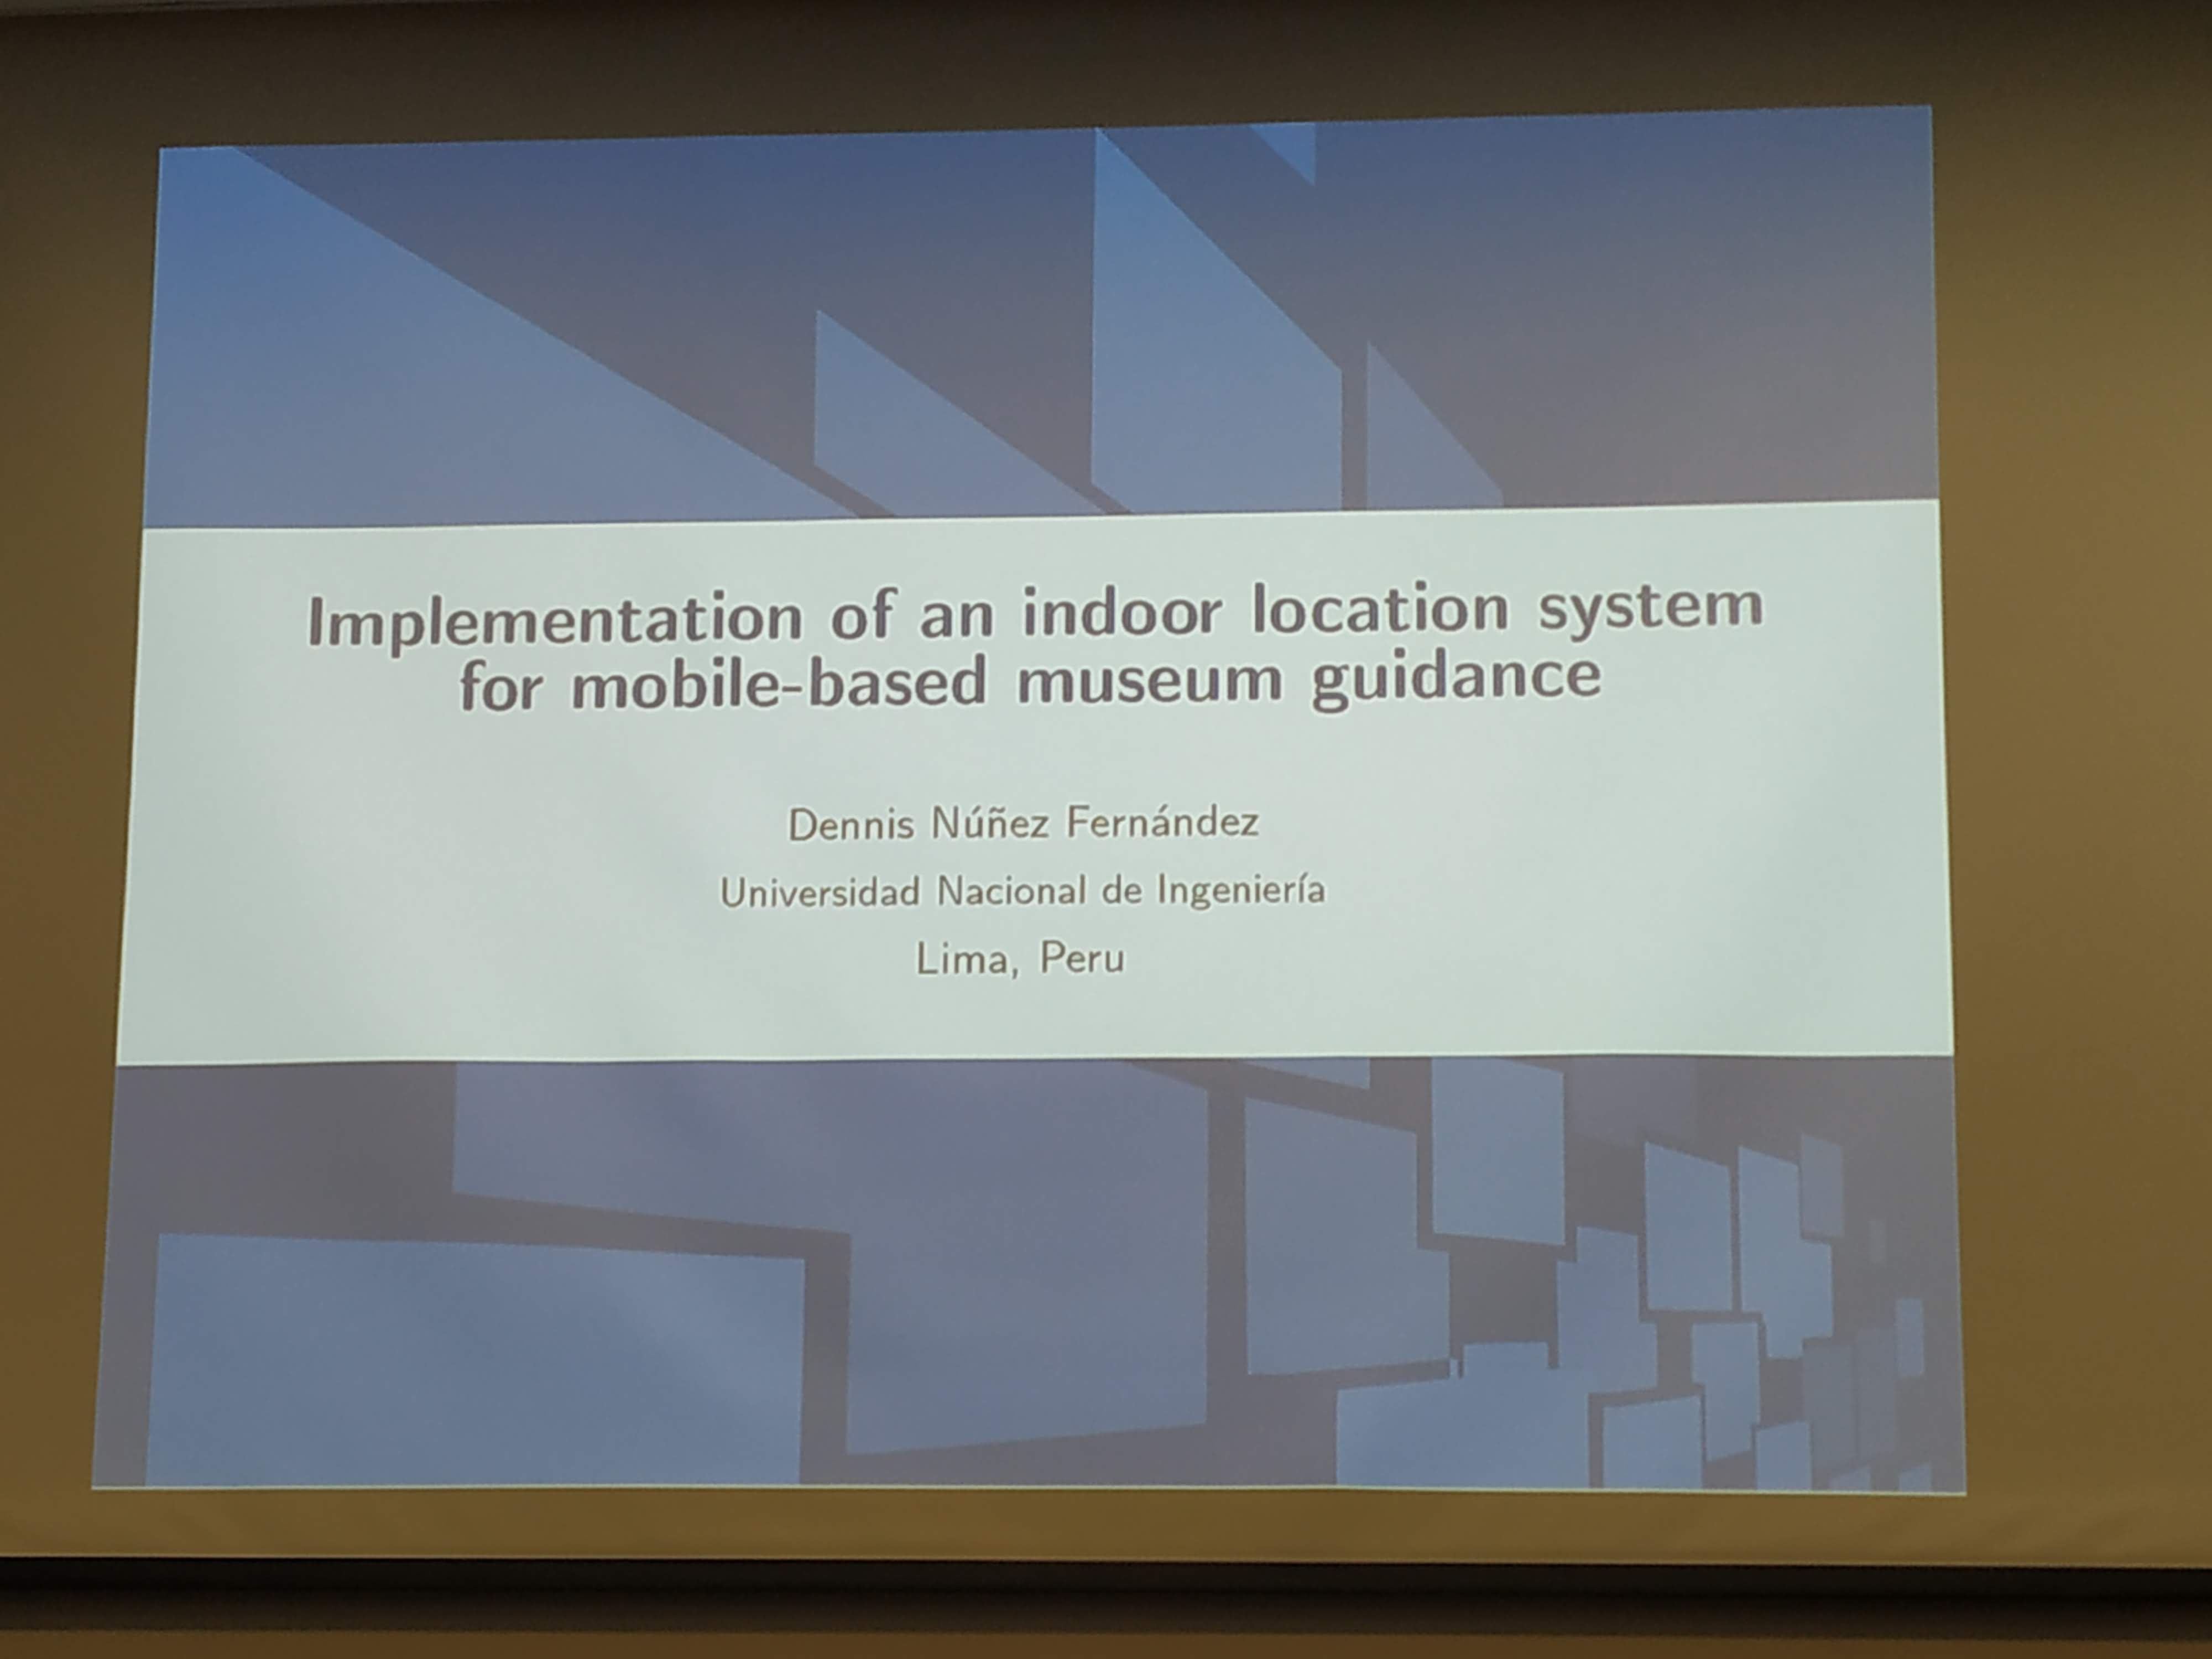 Implementation of an indoor location system
for mobile-based museum guidance
Dennis Núñez Fernández
Universidad Nacional de Ingeniería
Lima, Peru